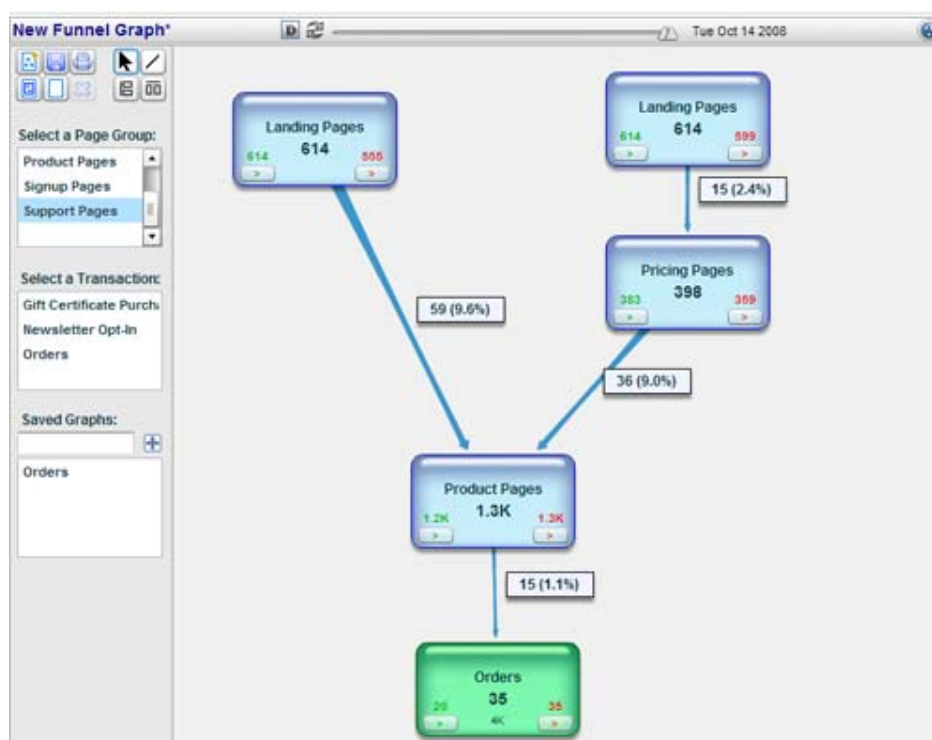 New Funnel Graph*
D
Tue Oct 14 2008
Select a Page Group:
Product Pages
Signup Pages
Support Pages
Select a Transaction:
Gift Certificate Purch
Newsletter Opt-In
Orders
Saved Graphs:
Orders
Landing Pages
614
614 555
> >
59 (9.6%)
Landing Pages
614
614 599
> >
15 (2.4%)
Pricing Pages
398
383 359
> >
36 (9.0%)
Product Pages
1.3K
1.2K 1.3K
> >
15 (1.1%)
Orders
35
20 35
4K
> >